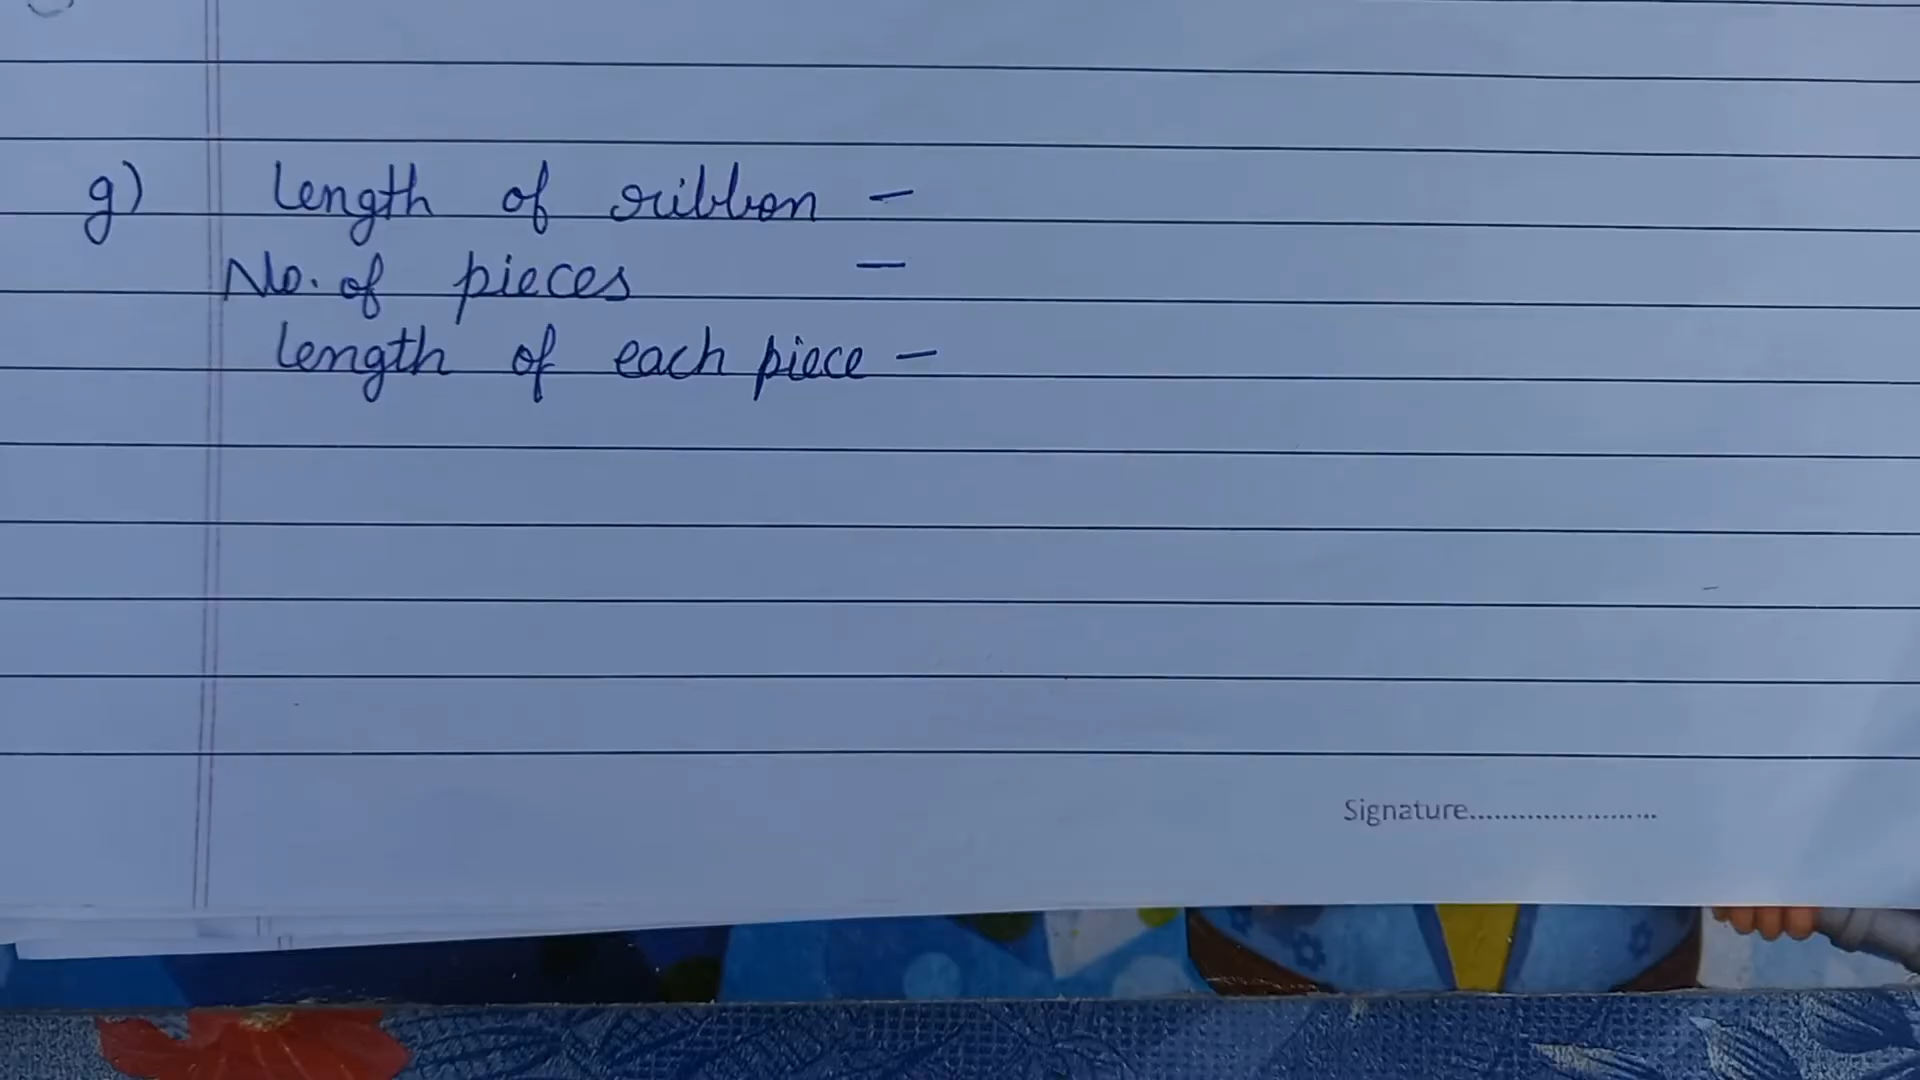 g) Length of ribbon -
No. of pieces -
Length of each piece -
Signature........................